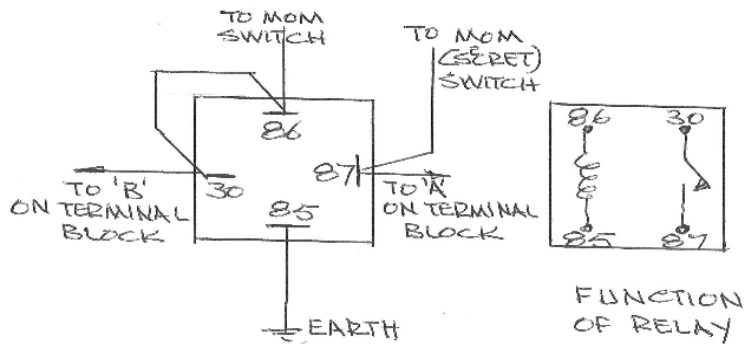 TO MOM
SWITCH
TO MOM
(SECRET)
SWITCH
86
87
30
85
TO 'B'
ON TERMINAL
BLOCK
TO 'A'
ON TERMINAL
BLOCK
EARTH
86
30
85
87
FUNCTION
OF RELAY